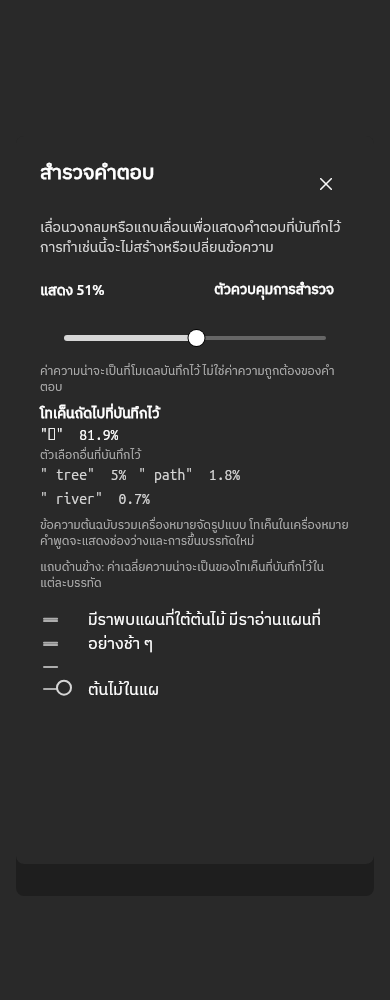 สำรวจคำตอบ
เลื่อนวงกลมหรือแถบเลื่อนเพื่อแสดงคำตอบที่บันทึกไว้
การทำเช่นนี้จะไม่สร้างหรือเปลี่ยนข้อความ
แสดง 51%
ตัวควบคุมการสำรวจ
ค่าความน่าจะเป็นที่โมเดลบันทึกไว้ ไม่ใช่ค่าความถูกต้องของคำ
ตอบ
โทเค็นถัดไปที่บันทึกไว้
"▯" 81.9%
ตัวเลือกอื่นที่บันทึกไว้
" tree" 5% " path" 1.8%
" river" 0.7%
ข้อความต้นฉบับรวมเครื่องหมายจัดรูปแบบ โทเค็นในเครื่องหมาย
คำพูดจะแสดงช่องว่างและการขึ้นบรรทัดใหม่
แถบด้านข้าง: ค่าเฉลี่ยความน่าจะเป็นของโทเค็นที่บันทึกไว้ใน
แต่ละบรรทัด
มีราพบแผนที่ใต้ต้นไม้ มีราอ่านแผนที่
อย่างช้า ๆ
ต้นไม้ในแผ